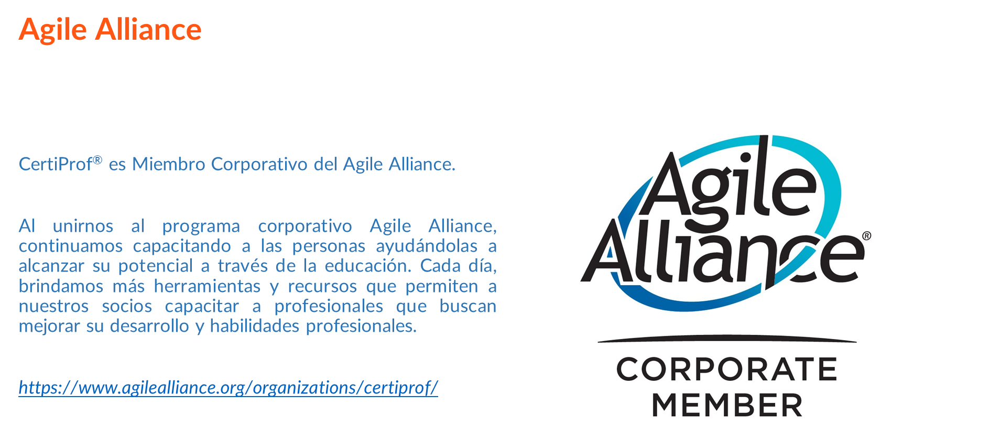 Agile Alliance
CertiProf® es Miembro Corporativo del Agile Alliance.
Al unirnos al programa corporativo Agile Alliance,
continuamos capacitando a las personas ayudándolas a
alcanzar su potencial a través de la educación. Cada día,
brindamos más herramientas y recursos que permiten a
nuestros socios capacitar a profesionales que buscan
mejorar su desarrollo y habilidades profesionales.
https://www.agilealliance.org/organizations/certiprof/
Agile
Alliance®
CORPORATE
MEMBER